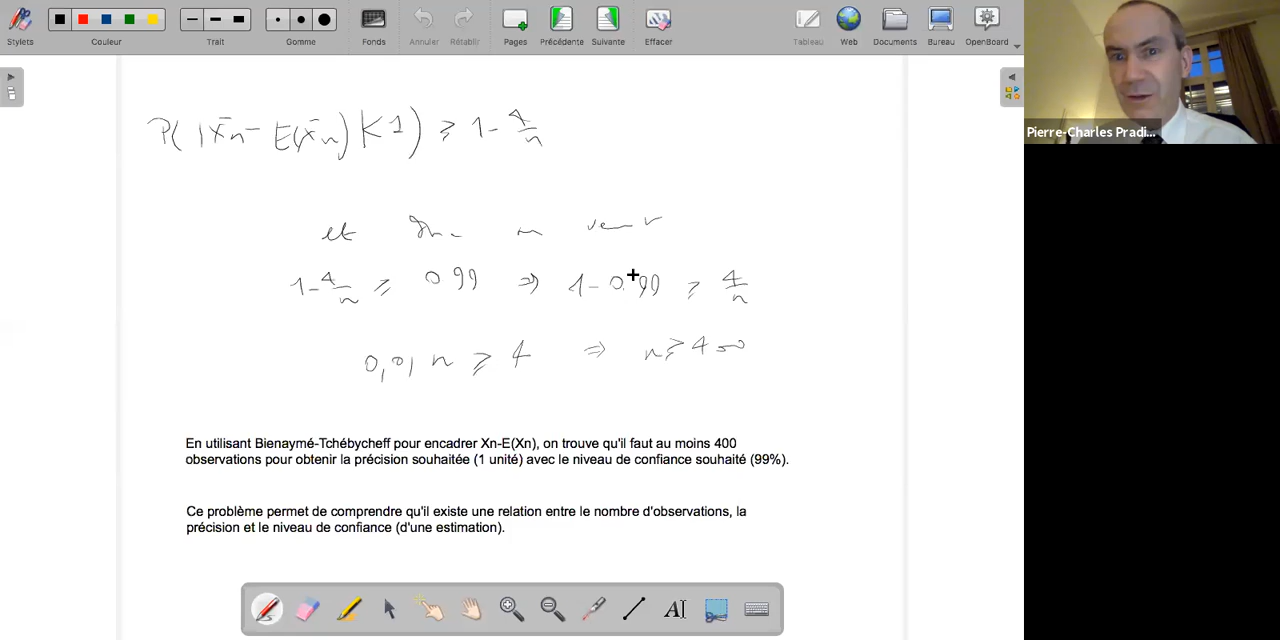 Stylets Couleur Trait Gomme Fonds Annuler Rétablir Pages Précédente Suivante Effacer Tableau Web Documents Bureau OpenBoard
Pierre-Charles Pradi...
P( |X̄n - E(X̄n)| < 1) ≥ 1 - 4/n
et donc on veut
1 - 4/n ≥ 0.99 ⇒ 1 - 0.99 ≥ 4/n
0,01 n ≥ 4 ⇒ n ≥ 400
En utilisant Bienaymé-Tchébycheff pour encadrer Xn-E(Xn), on trouve qu'il faut au moins 400
observations pour obtenir la précision souhaitée (1 unité) avec le niveau de confiance souhaité (99%).
Ce problème permet de comprendre qu'il existe une relation entre le nombre d'observations, la
précision et le niveau de confiance (d'une estimation).